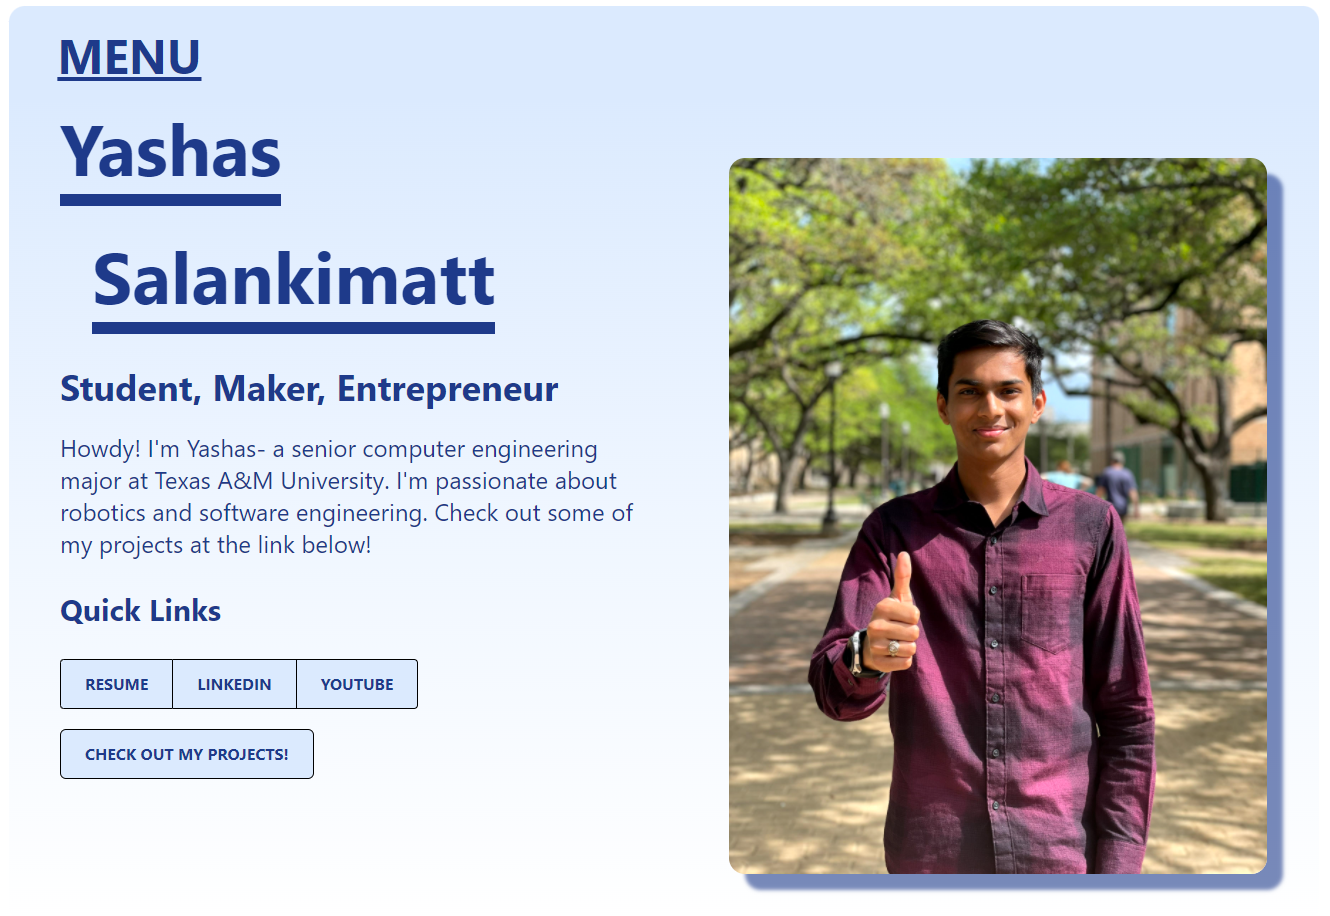 MENU
Yashas
Salankimatt
Student, Maker, Entrepreneur
Howdy! I'm Yashas- a senior computer engineering
major at Texas A&M University. I'm passionate about
robotics and software engineering. Check out some of
my projects at the link below!
Quick Links
RESUME LINKEDIN YOUTUBE
CHECK OUT MY PROJECTS!